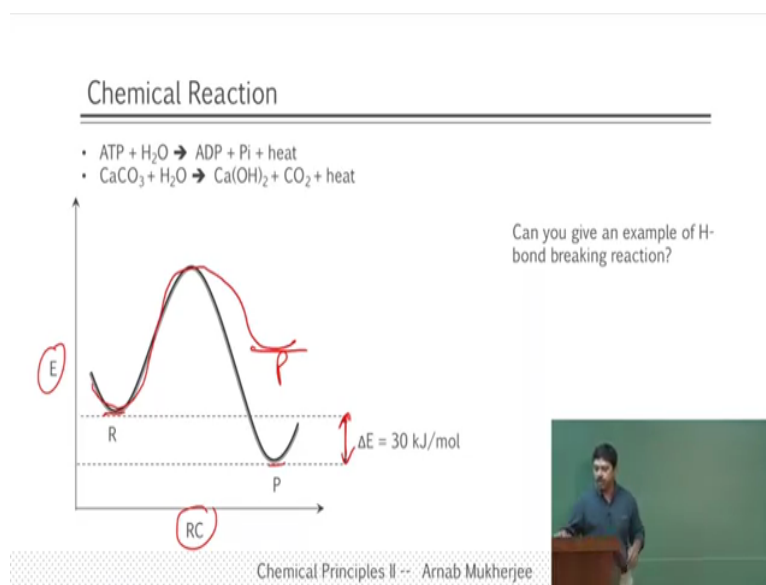 Chemical Reaction
• ATP + H₂O ➔ ADP + Pi + heat
• CaCO₃ + H₂O ➔ Ca(OH)₂ + CO₂ + heat
Can you give an example of H-
bond breaking reaction?
E
P
R
ΔE = 30 kJ/mol
P
RC
Chemical Principles II -- Arnab Mukherjee